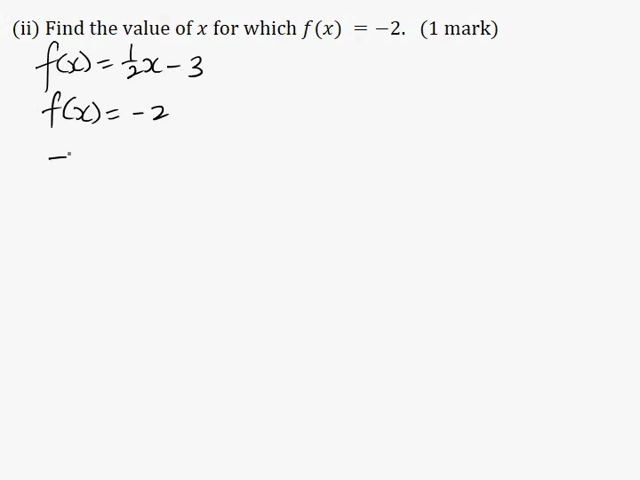 (ii) Find the value of x for which f(x) = −2. (1 mark)
f(x) = 1/2x − 3
f(x) = − 2
−